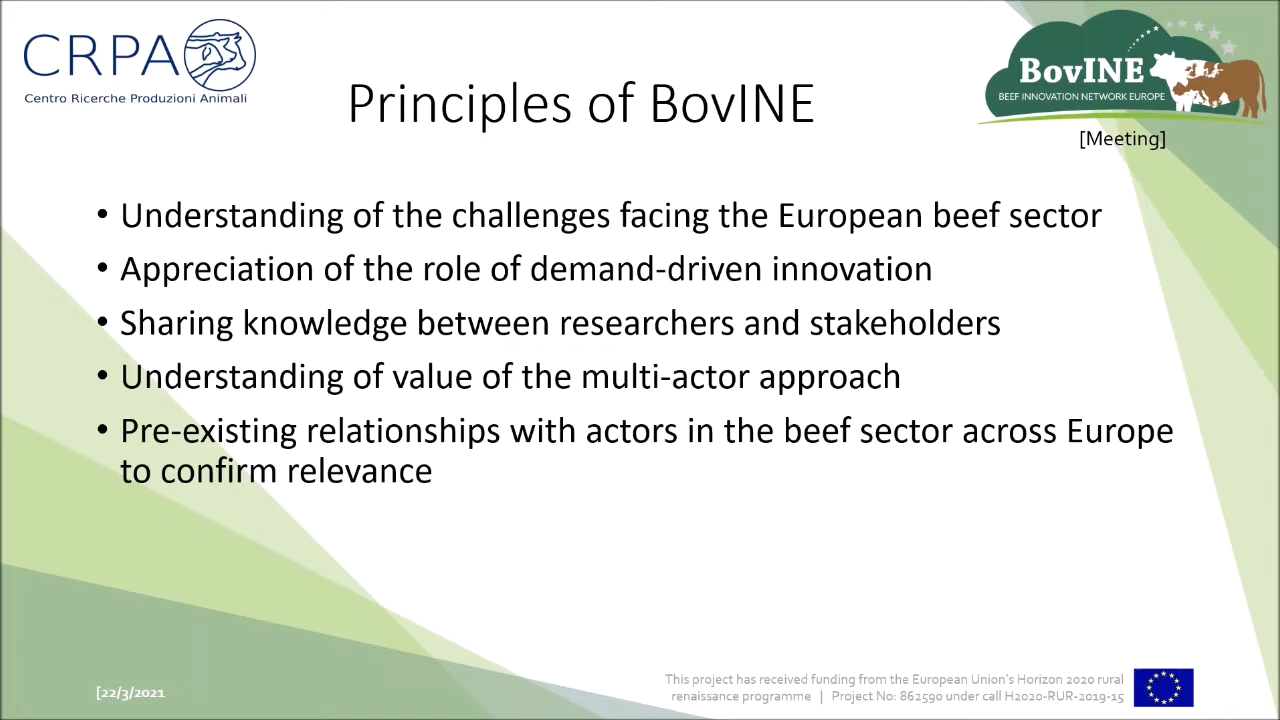 CRPA
Centro Ricerche Produzioni Animali
Principles of BovINE
BovINE
BEEF INNOVATION NETWORK EUROPE
[Meeting]
• Understanding of the challenges facing the European beef sector
• Appreciation of the role of demand-driven innovation
• Sharing knowledge between researchers and stakeholders
• Understanding of value of the multi-actor approach
• Pre-existing relationships with actors in the beef sector across Europe
to confirm relevance
[22/3/2021
This project has received funding from the European Union's Horizon 2020 rural
renaissance programme | Project No: 862590 under call H2020-RUR-2019-15